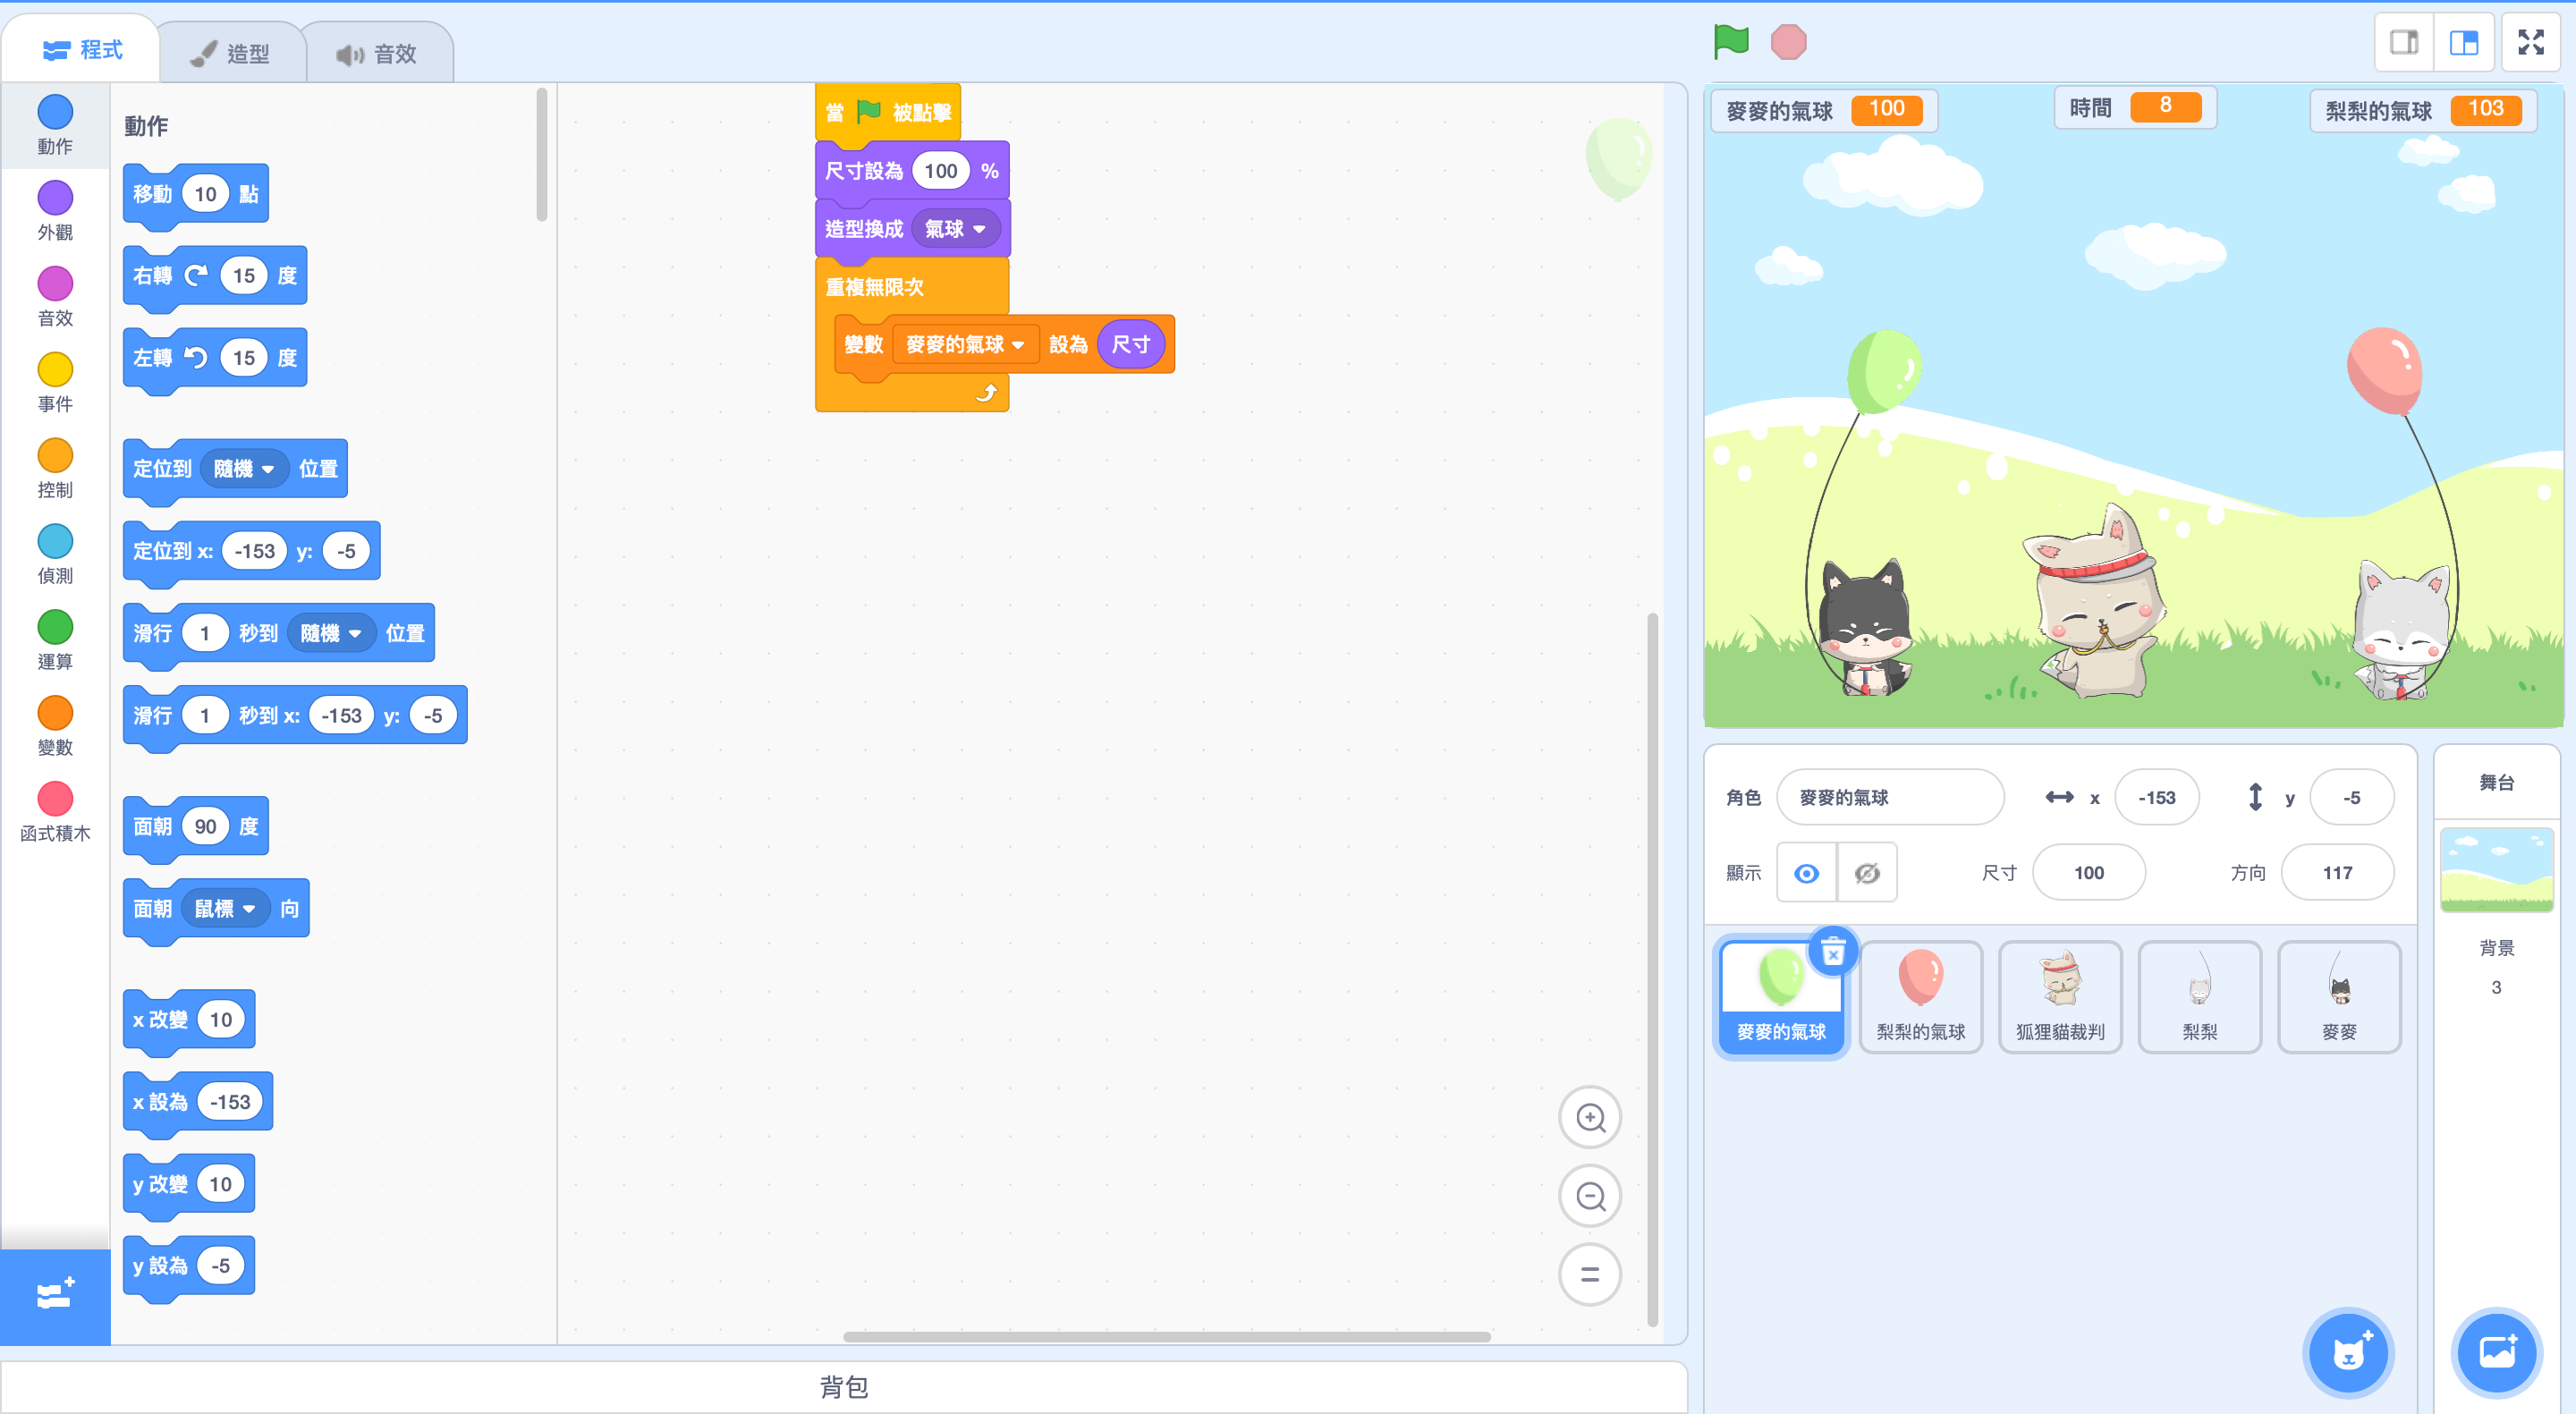 程式
造型
音效
動作
外觀
音效
事件
控制
偵測
運算
變數
函式積木
動作
移動 10 點
右轉 15 度
左轉 15 度
定位到 隨機 位置
定位到 x: -153 y: -5
滑行 1 秒到 隨機 位置
滑行 1 秒到 x: -153 y: -5
面朝 90 度
面朝 鼠標 向
x 改變 10
x 設為 -153
y 改變 10
y 設為 -5
當 被點擊
尺寸設為 100 %
造型換成 氣球
重複無限次
變數 麥麥的氣球 設為 尺寸
背包
麥麥的氣球 100
時間 8
梨梨的氣球 103
角色 麥麥的氣球 x -153 y -5
顯示 尺寸 100 方向 117
麥麥的氣球
梨梨的氣球
狐狸貓裁判
梨梨
麥麥
舞台
背景
3